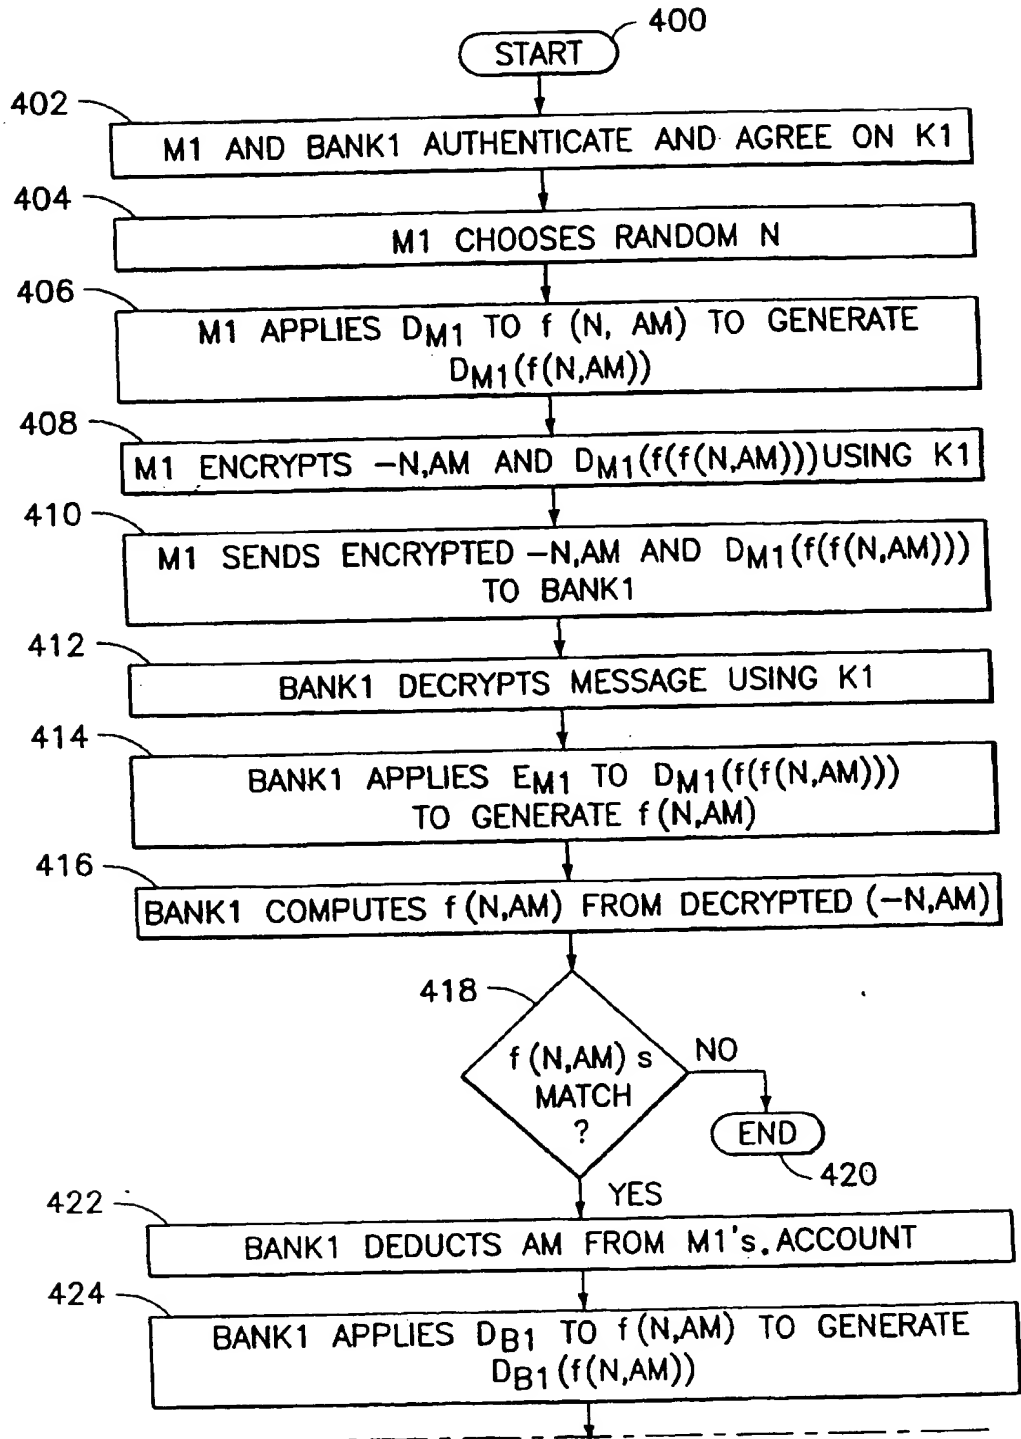 400
START
402
M1 AND BANK1 AUTHENTICATE AND AGREE ON K1
404
M1 CHOOSES RANDOM N
406
M1 APPLIES DM1 TO f (N, AM) TO GENERATE
DM1(f(N,AM))
408
M1 ENCRYPTS -N,AM AND DM1(f(f(N,AM)))USING K1
410
M1 SENDS ENCRYPTED -N,AM AND DM1(f(f(N,AM)))
TO BANK1
412
BANK1 DECRYPTS MESSAGE USING K1
414
BANK1 APPLIES EM1 TO DM1(f(f(N,AM)))
TO GENERATE f(N,AM)
416
BANK1 COMPUTES f(N,AM) FROM DECRYPTED (-N,AM)
418
f (N,AM) s
MATCH
?
NO
END
420
YES
422
BANK1 DEDUCTS AM FROM M1's. ACCOUNT
424
BANK1 APPLIES DB1 TO f(N,AM) TO GENERATE
DB1(f(N,AM))